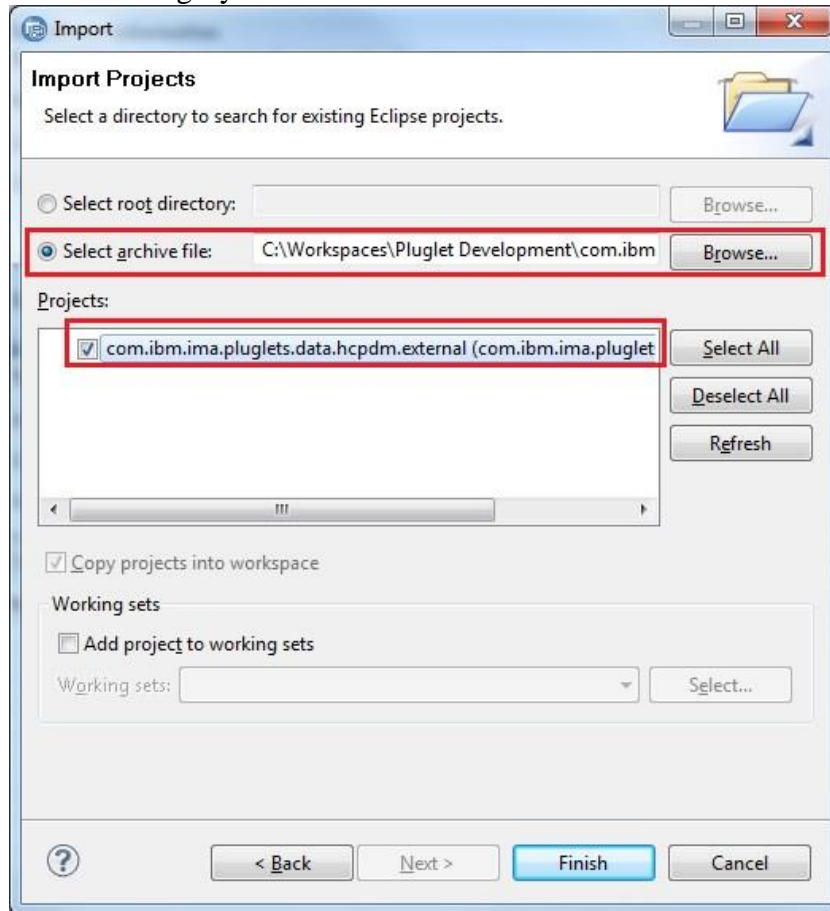 Import
Import Projects
Select a directory to search for existing Eclipse projects.
Select root directory:
Browse...
Select archive file: C:\Workspaces\Pluglet Development\com.ibm Browse...
Projects:
com.ibm.ima.pluglets.data.hcpdm.external (com.ibm.ima.pluglet
Select All
Deselect All
Refresh
Copy projects into workspace
Working sets
Add project to working sets
Working sets: Select...
? < Back Next > Finish Cancel